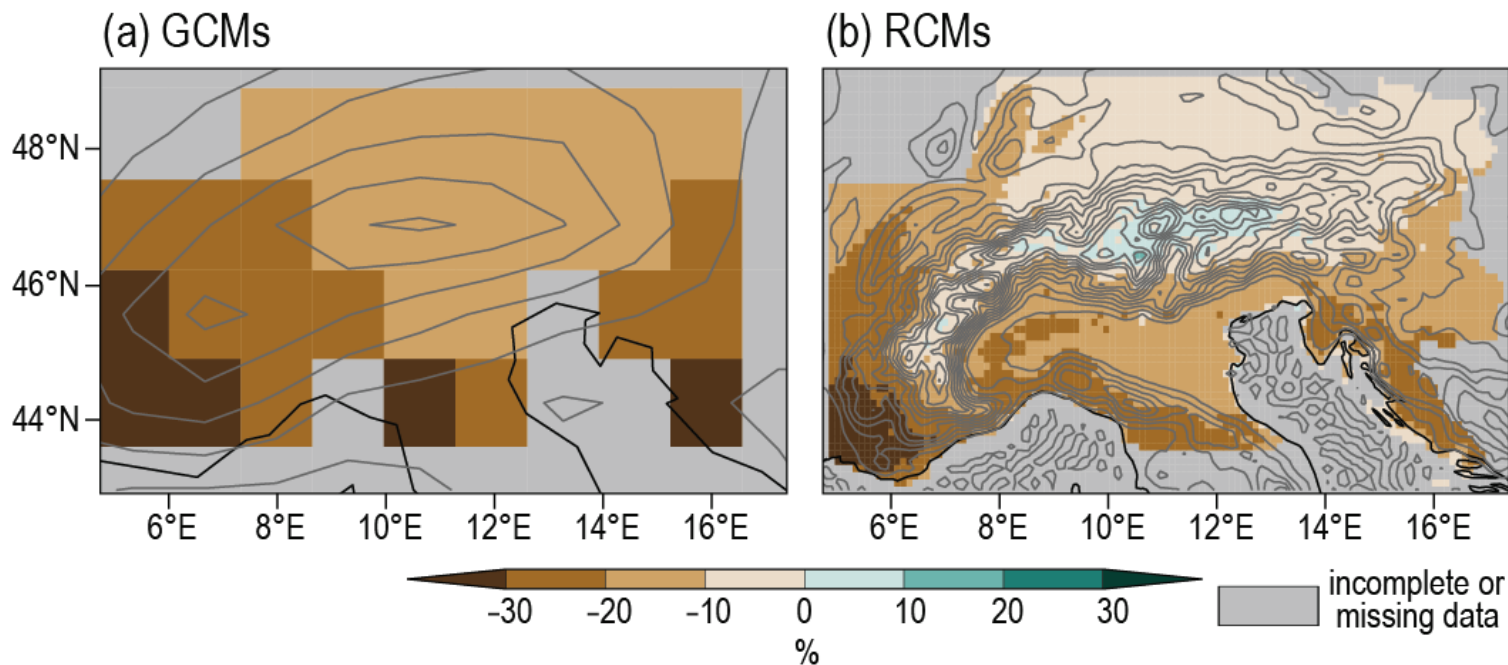 (a) GCMs
(b) RCMs
48°N
46°N
44°N
6°E 8°E 10°E 12°E 14°E 16°E
6°E 8°E 10°E 12°E 14°E 16°E
−30 −20 −10 0 10 20 30
%
incomplete or
missing data